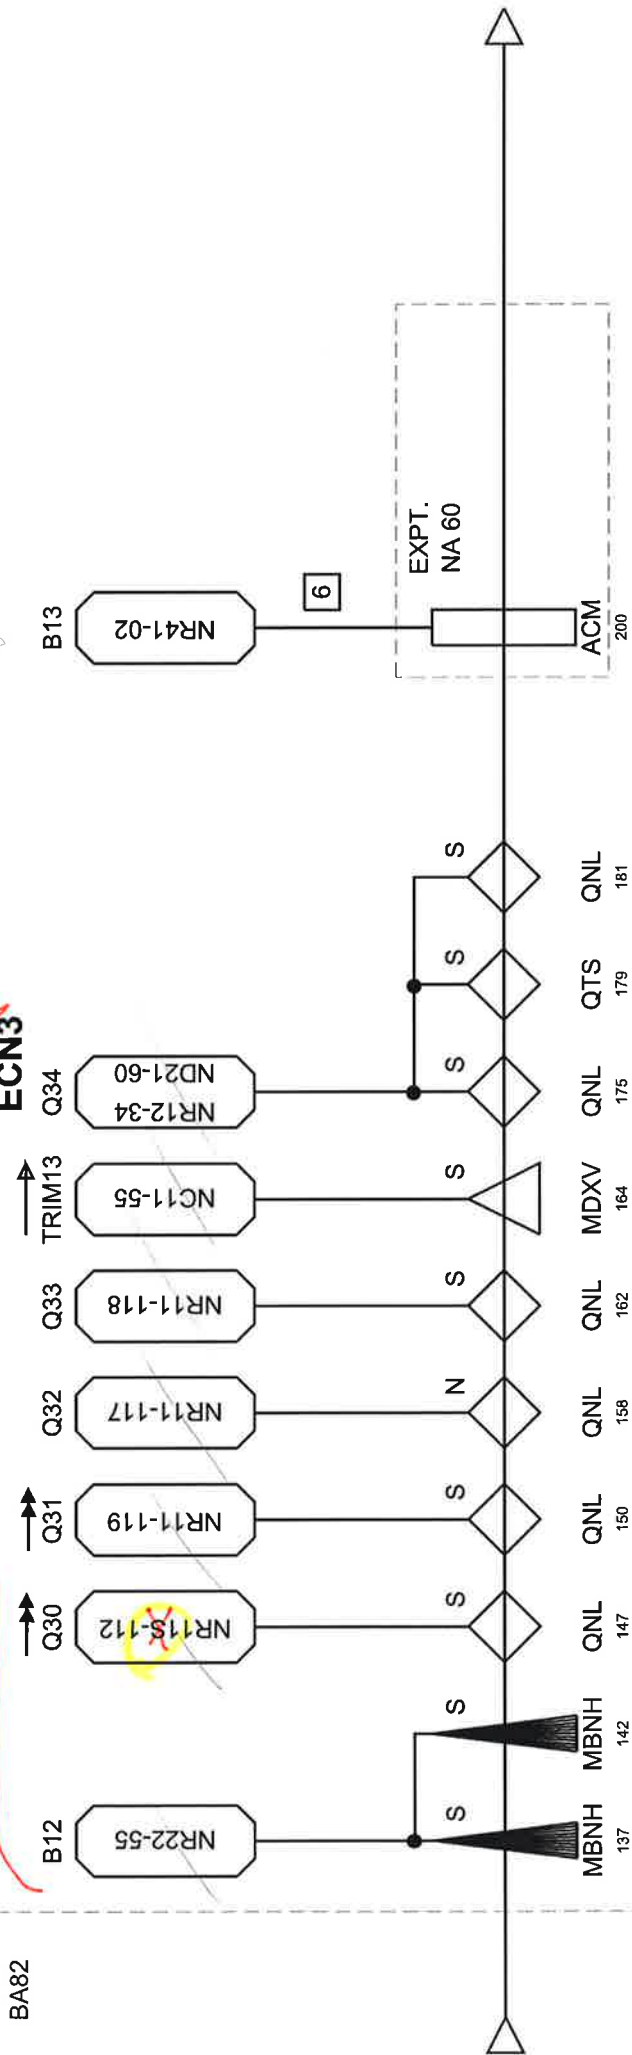 BA82
ECN3
B12
Q30
Q31
Q32
Q33
TRIM13
Q34
B13
NR22-55
NR11S-112
NR11-119
NR11-117
NR11-118
NC11-55
NR12-34
ND21-60
NR41-02
6
EXPT.
NA 60
S
S
S
S
N
S
S
S
S
S
MBNH
MBNH
QNL
QNL
QNL
QNL
MDXV
QNL
QTS
QNL
ACM
137
142
147
150
158
162
164
175
179
181
200